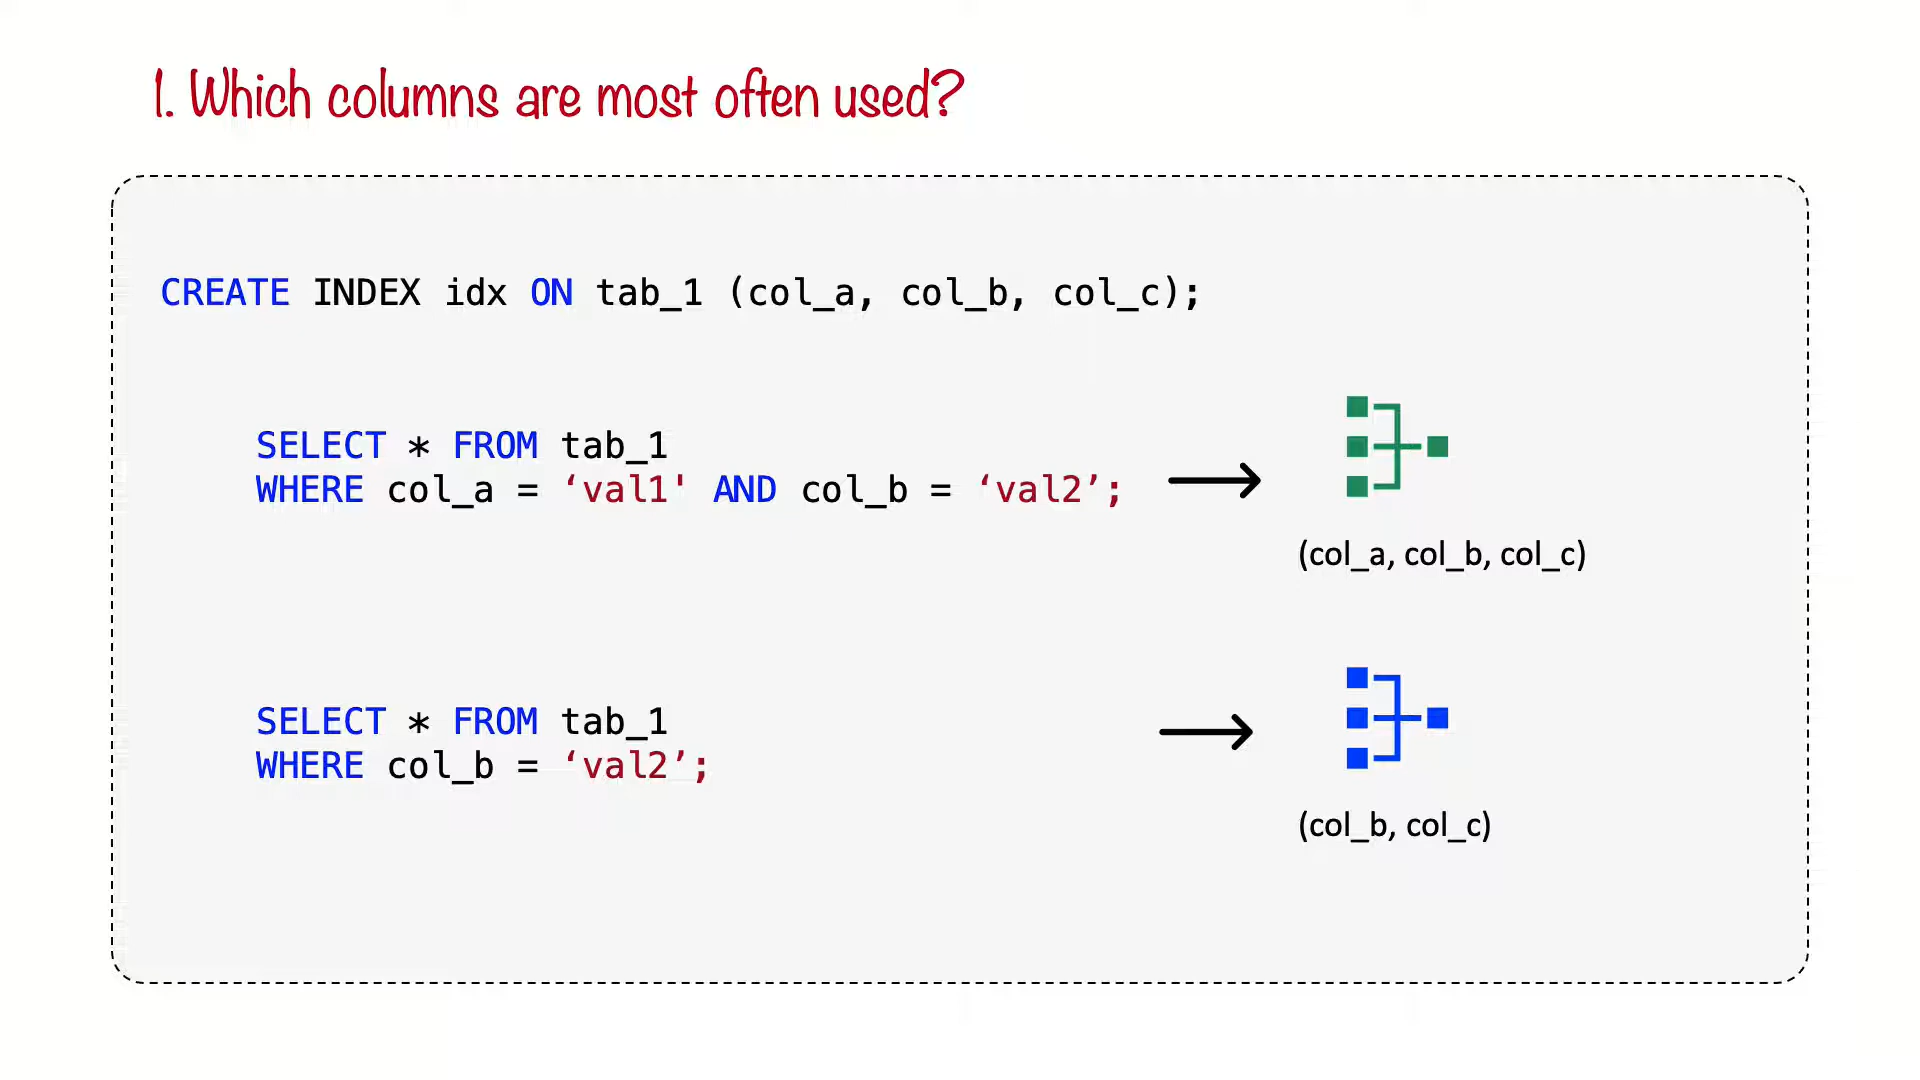 1. Which columns are most often used?
CREATE INDEX idx ON tab_1 (col_a, col_b, col_c);
SELECT * FROM tab_1
WHERE col_a = ‘val1' AND col_b = ‘val2’;
(col_a, col_b, col_c)
SELECT * FROM tab_1
WHERE col_b = ‘val2’;
(col_b, col_c)